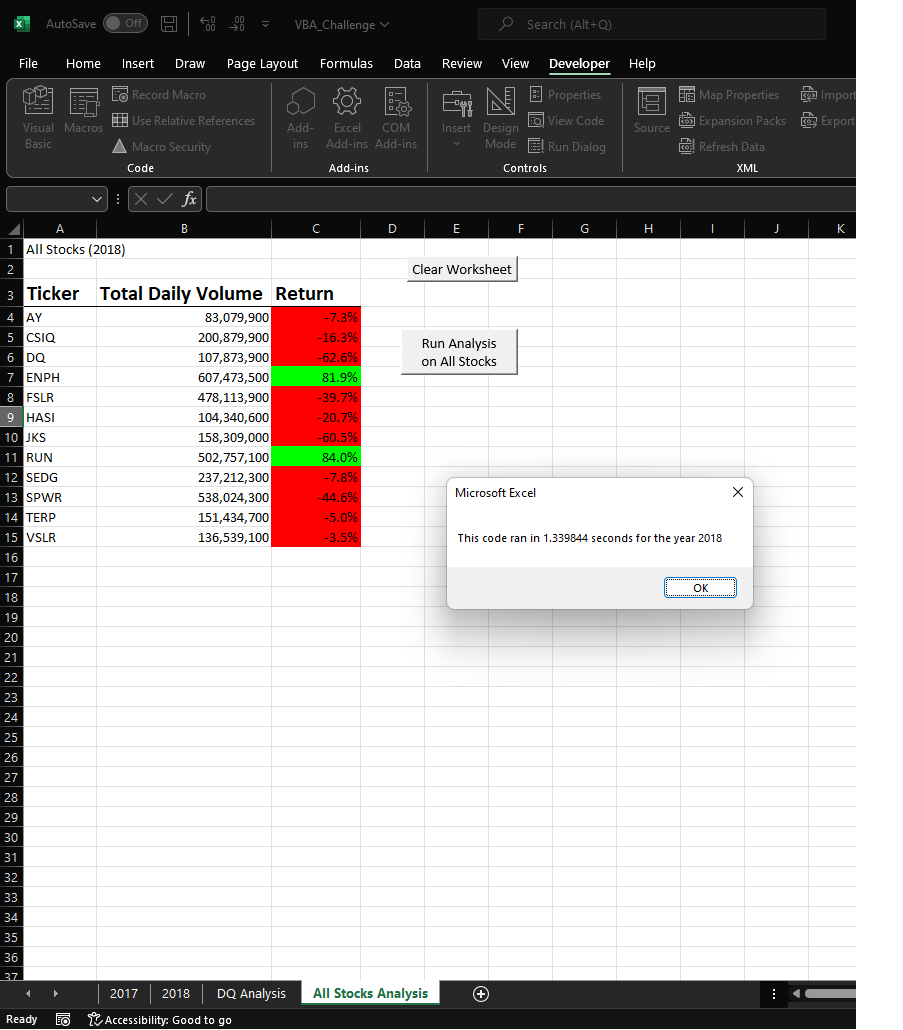 AutoSave Off VBA_Challenge Search (Alt+Q)
File Home Insert Draw Page Layout Formulas Data Review View Developer Help
Visual Basic
Macros
Record Macro
Use Relative References
Macro Security
Code
Add-ins
Excel Add-ins
COM Add-ins
Add-ins
Insert
Design Mode
Properties
View Code
Run Dialog
Controls
Source
Map Properties
Expansion Packs
Refresh Data
Import
Export
XML
fx
A B C D E F G H I J K
1 All Stocks (2018)
2 Clear Worksheet
3 Ticker Total Daily Volume Return
4 AY 83,079,900 -7.3%
5 CSIQ 200,879,900 -16.3%
6 DQ 107,873,900 -62.6%
7 ENPH 607,473,500 81.9%
8 FSLR 478,113,900 -39.7%
9 HASI 104,340,600 -20.7%
10 JKS 158,309,000 -60.5%
11 RUN 502,757,100 84.0%
12 SEDG 237,212,300 -7.8%
13 SPWR 538,024,300 -44.6%
14 TERP 151,434,700 -5.0%
15 VSLR 136,539,100 -3.5%
Run Analysis
on All Stocks
Microsoft Excel
This code ran in 1.339844 seconds for the year 2018
OK
16
17
18
19
20
21
22
23
24
25
26
27
28
29
30
31
32
33
34
35
36
37
2017 2018 DQ Analysis All Stocks Analysis
Ready Accessibility: Good to go